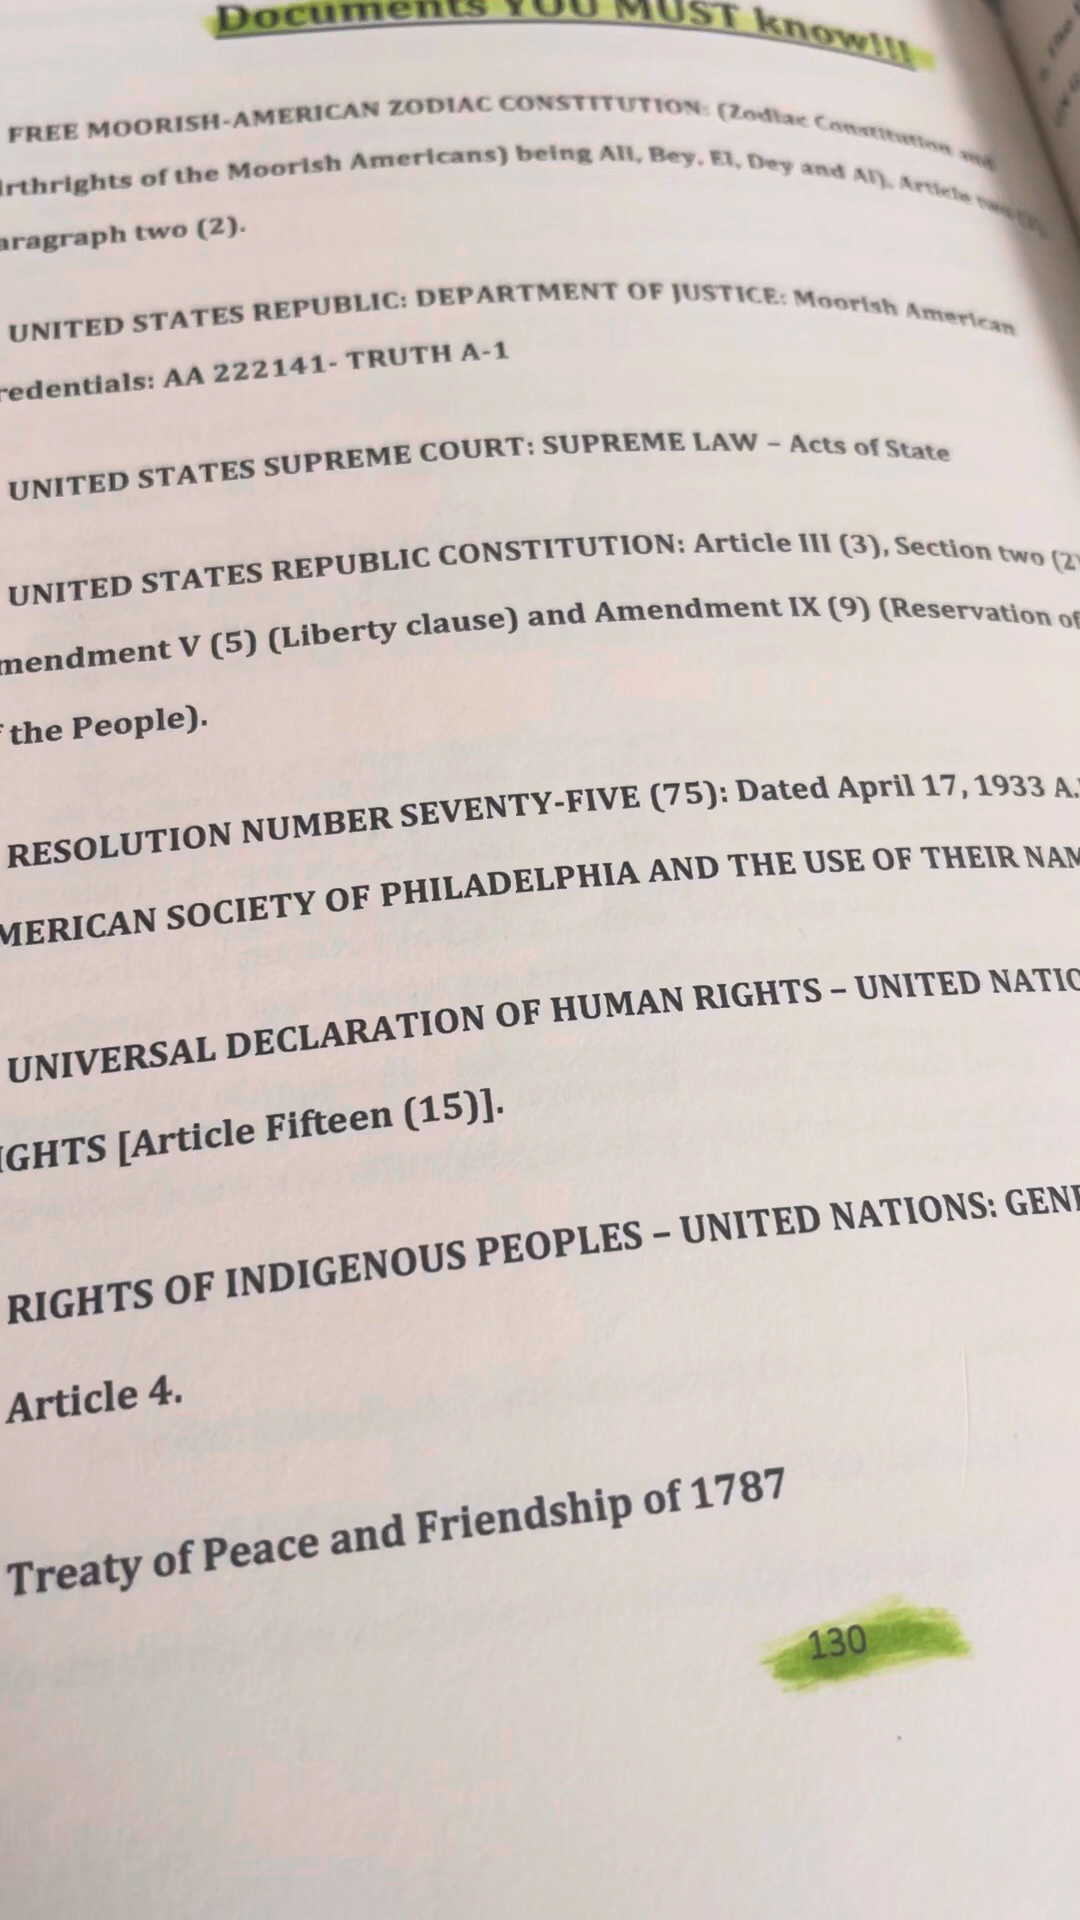 Documents YOU MUST know!!!
FREE MOORISH-AMERICAN ZODIAC CONSTITUTION: (Zodiac Constitution and
irthrights of the Moorish Americans) being Ali, Bey, El, Dey and Al), Article two (2),
aragraph two (2).
UNITED STATES REPUBLIC: DEPARTMENT OF JUSTICE: Moorish American
redentials: AA 222141- TRUTH A-1
UNITED STATES SUPREME COURT: SUPREME LAW – Acts of State
UNITED STATES REPUBLIC CONSTITUTION: Article III (3), Section two (2)
mendment V (5) (Liberty clause) and Amendment IX (9) (Reservation of
the People).
RESOLUTION NUMBER SEVENTY-FIVE (75): Dated April 17, 1933 A.
MERICAN SOCIETY OF PHILADELPHIA AND THE USE OF THEIR NAM
UNIVERSAL DECLARATION OF HUMAN RIGHTS – UNITED NATIO
IGHTS [Article Fifteen (15)].
RIGHTS OF INDIGENOUS PEOPLES – UNITED NATIONS: GENE
Article 4.
Treaty of Peace and Friendship of 1787
130